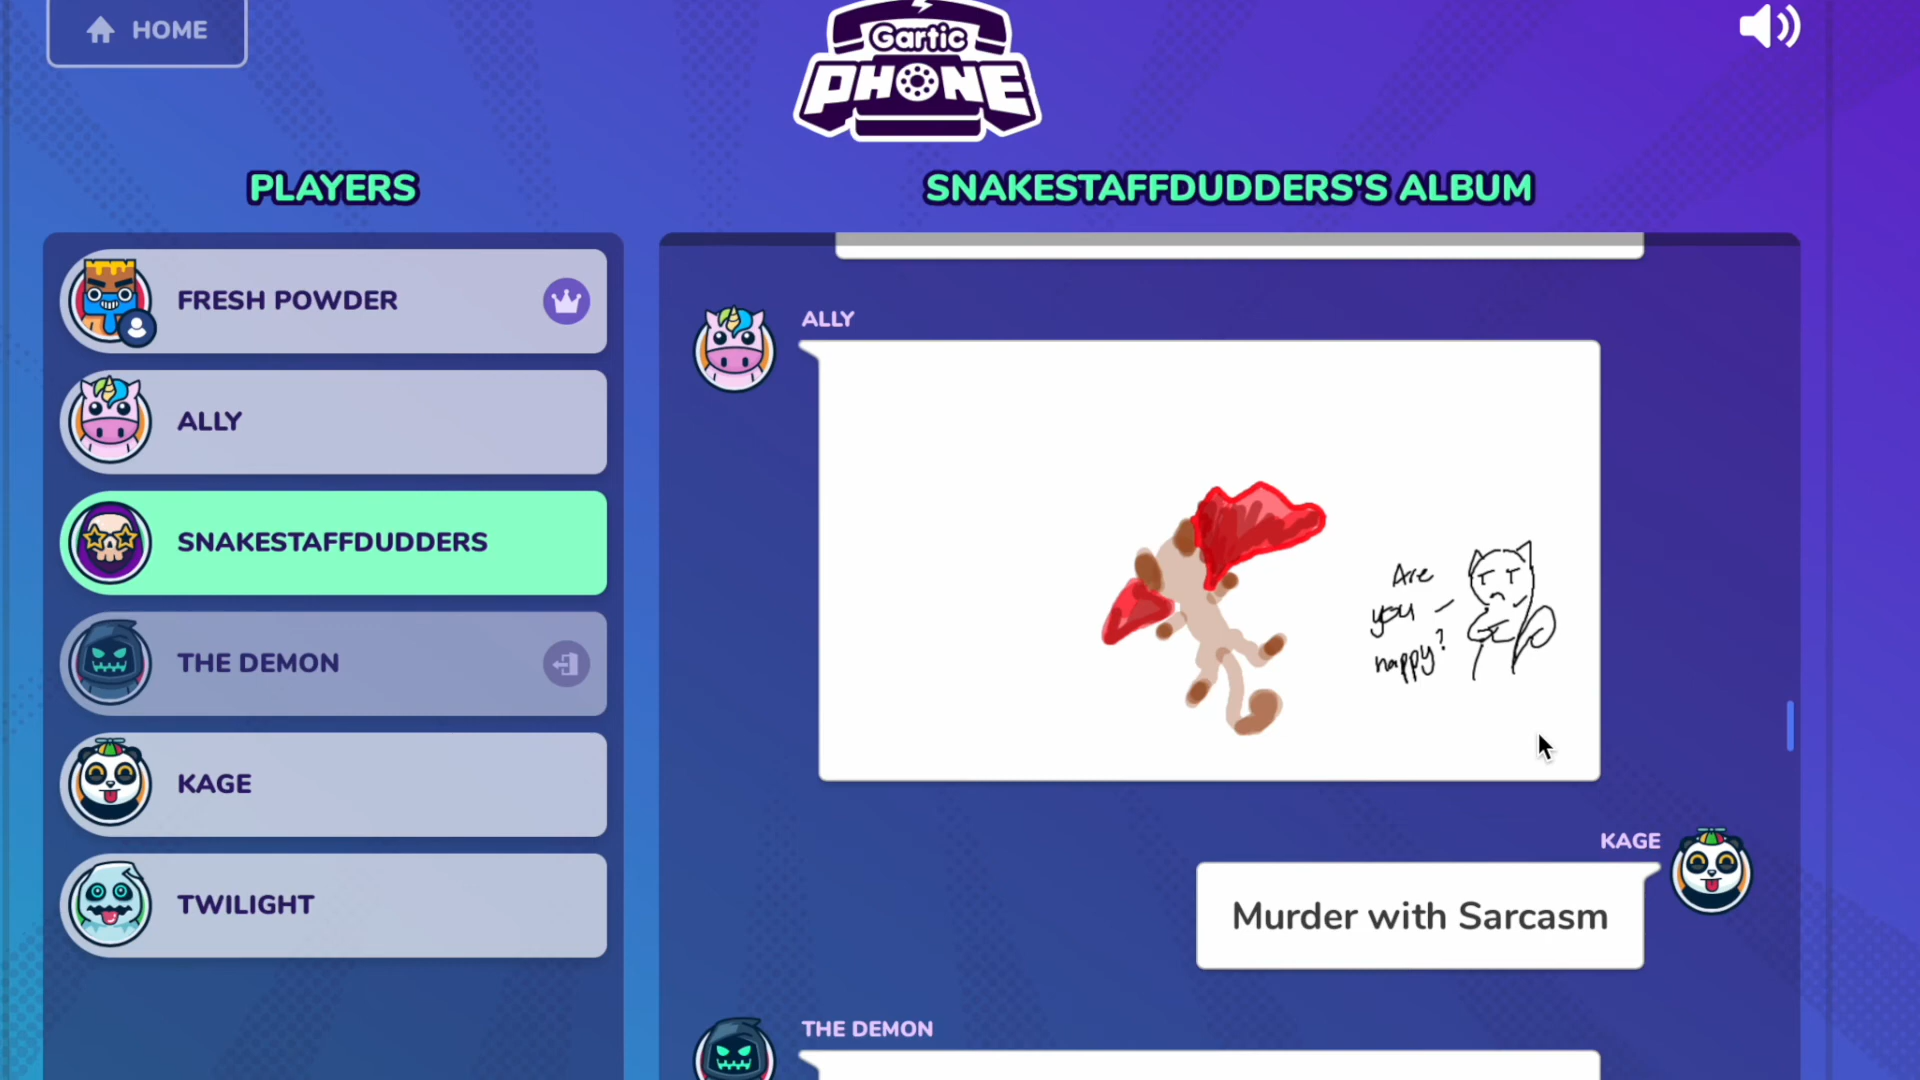 HOME
Gartic
PHONE
PLAYERS
SNAKESTAFFDUDDERS'S ALBUM
FRESH POWDER
ALLY
SNAKESTAFFDUDDERS
THE DEMON
KAGE
TWILIGHT
ALLY
Are
you
happy?
KAGE
Murder with Sarcasm
THE DEMON